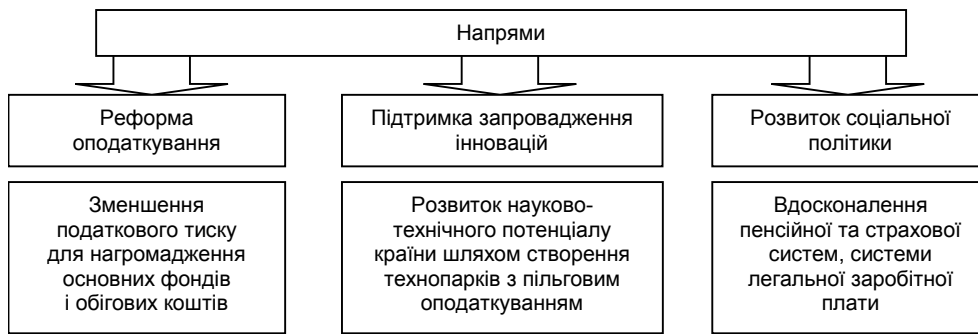 Напрями
Реформа
оподаткування
Підтримка запровадження
інновацій
Розвиток соціальної
політики
Зменшення
податкового тиску
для нагромадження
основних фондів
і обігових коштів
Розвиток науково-
технічного потенціалу
країни шляхом створення
технопарків з пільговим
оподаткуванням
Вдосконалення
пенсійної та страхової
систем, системи
легальної заробітної
плати